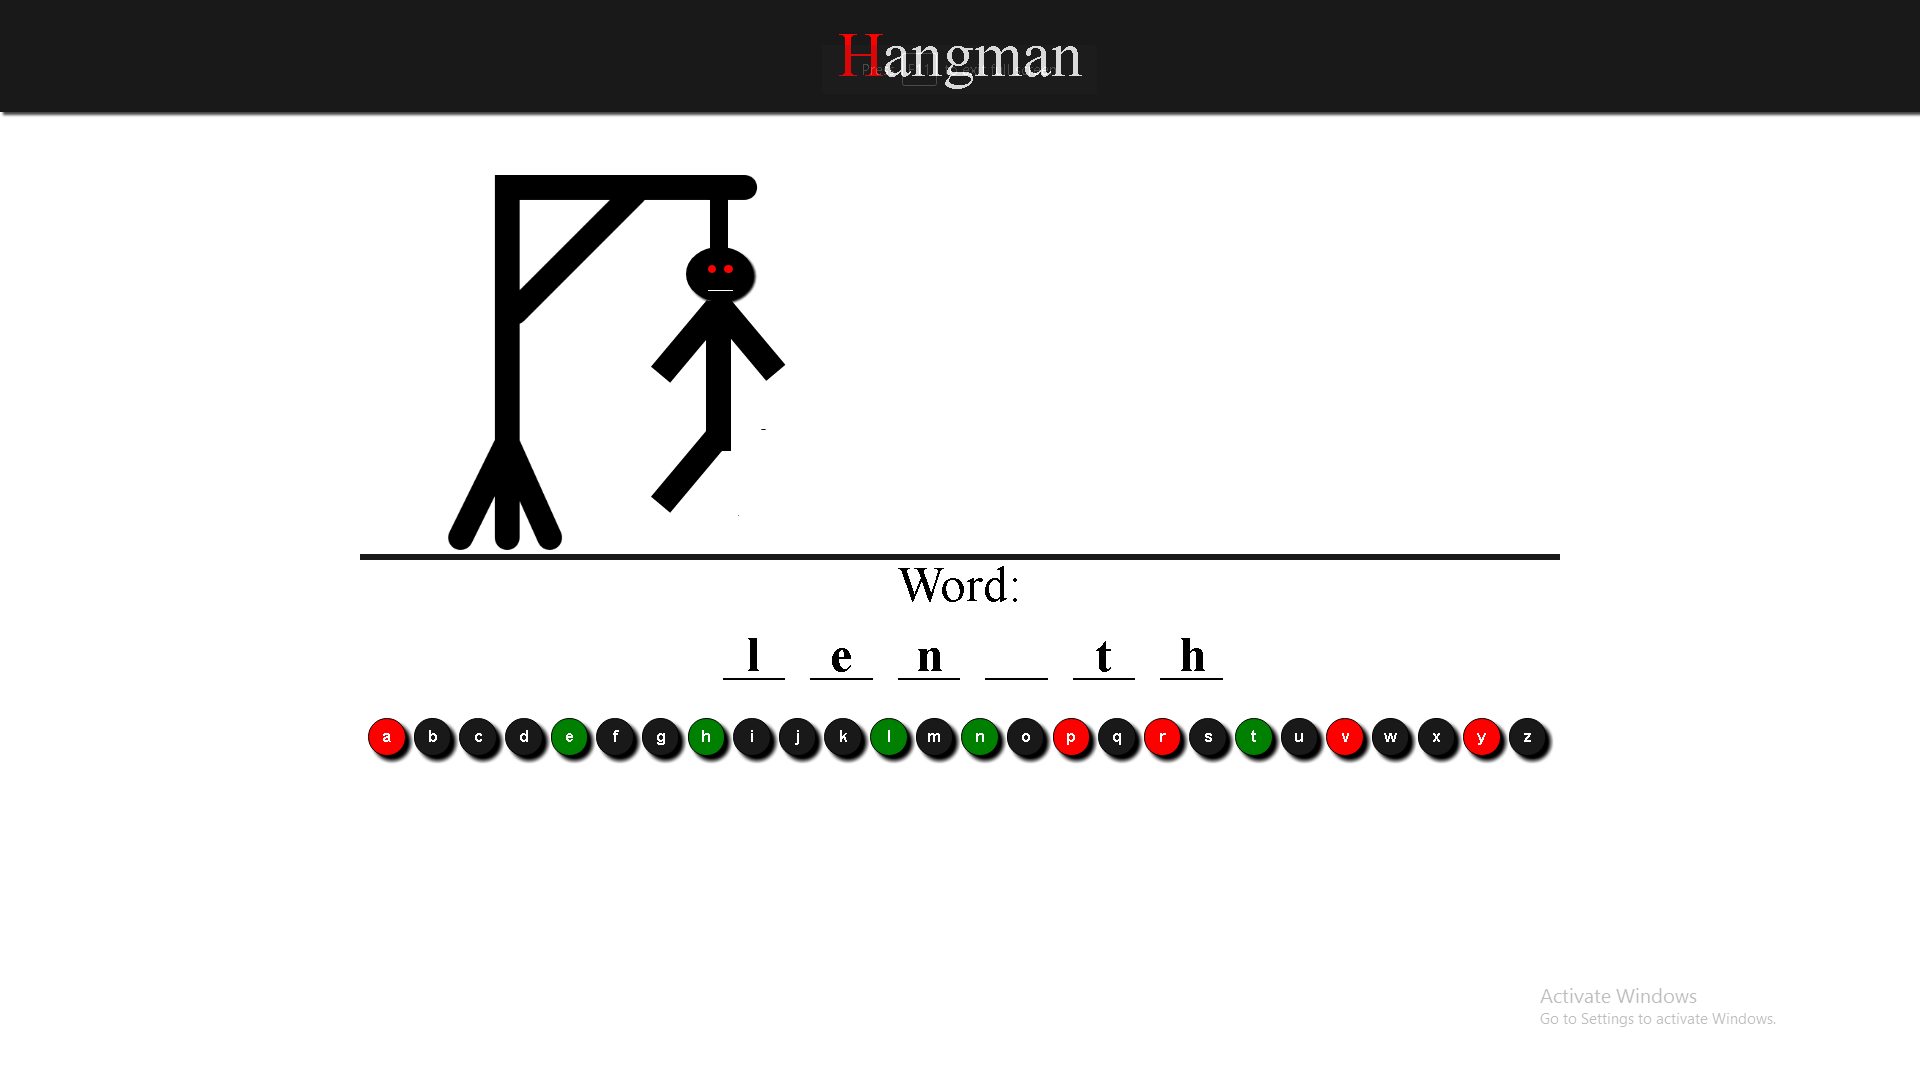 Hangman
Word:
l e n t h
a b c d e f g h i j k l m n o p q r s t u v w x y z
Activate Windows
Go to Settings to activate Windows.